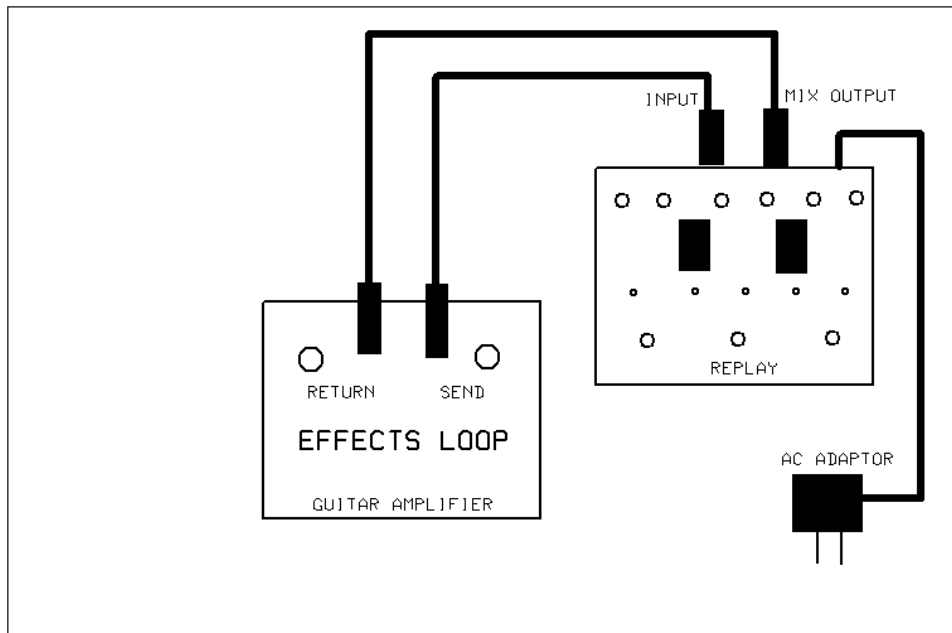 INPUT
MIX OUTPUT
REPLAY
RETURN
SEND
EFFECTS LOOP
AC ADAPTOR
GUITAR AMPLIFIER